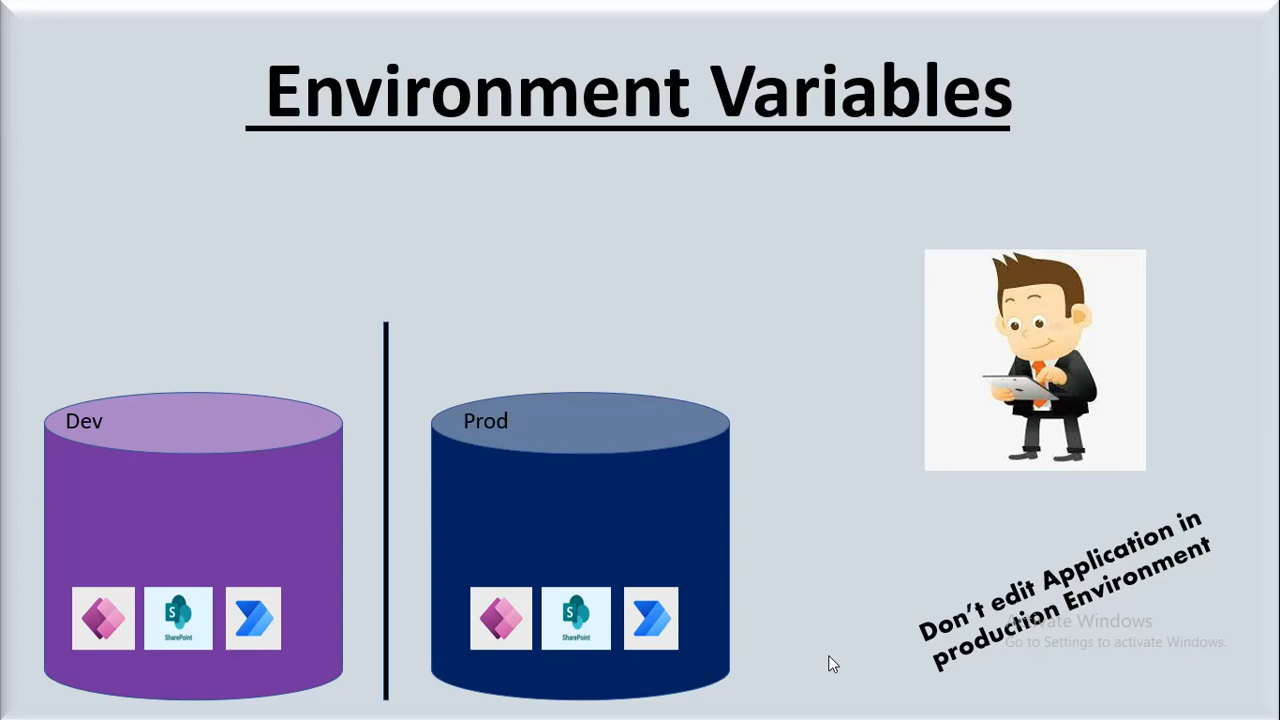 Environment Variables
Dev
Prod
SharePoint
SharePoint
Don't edit Application in
production Environment
Activate Windows
Go to Settings to activate Windows.